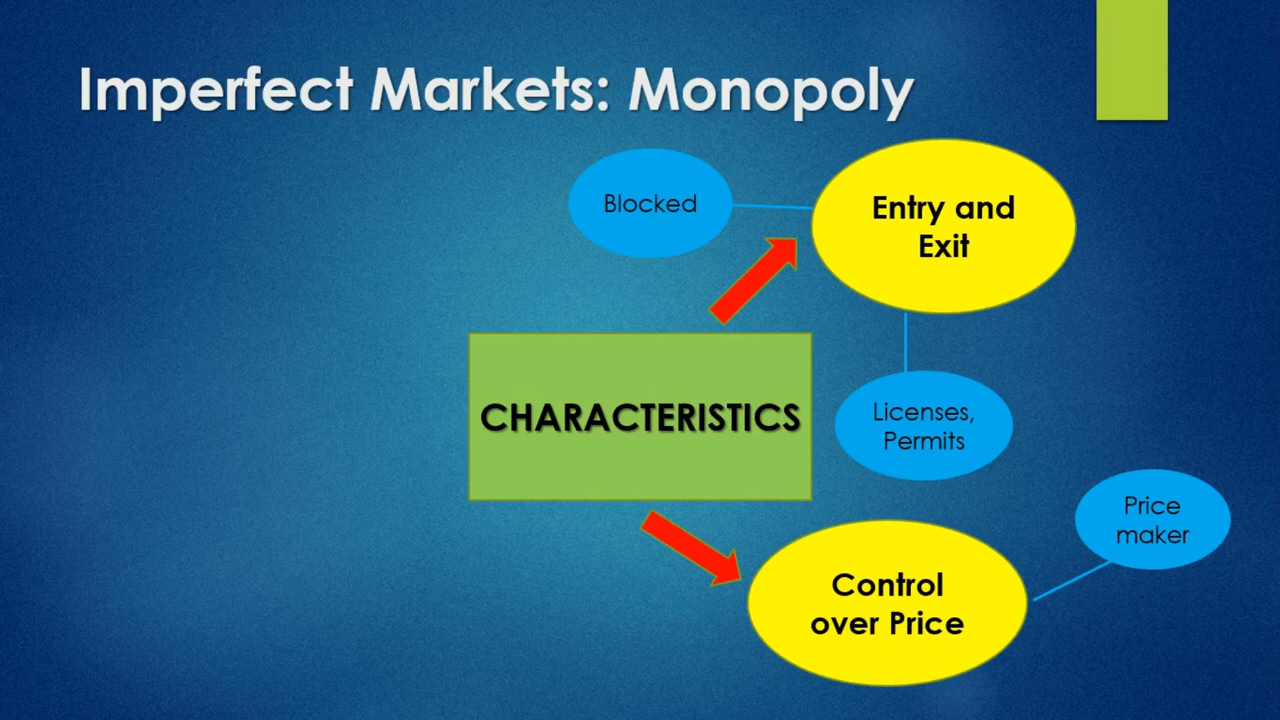 Imperfect Markets: Monopoly
Blocked
Entry and
Exit
CHARACTERISTICS
Licenses,
Permits
Price
maker
Control
over Price